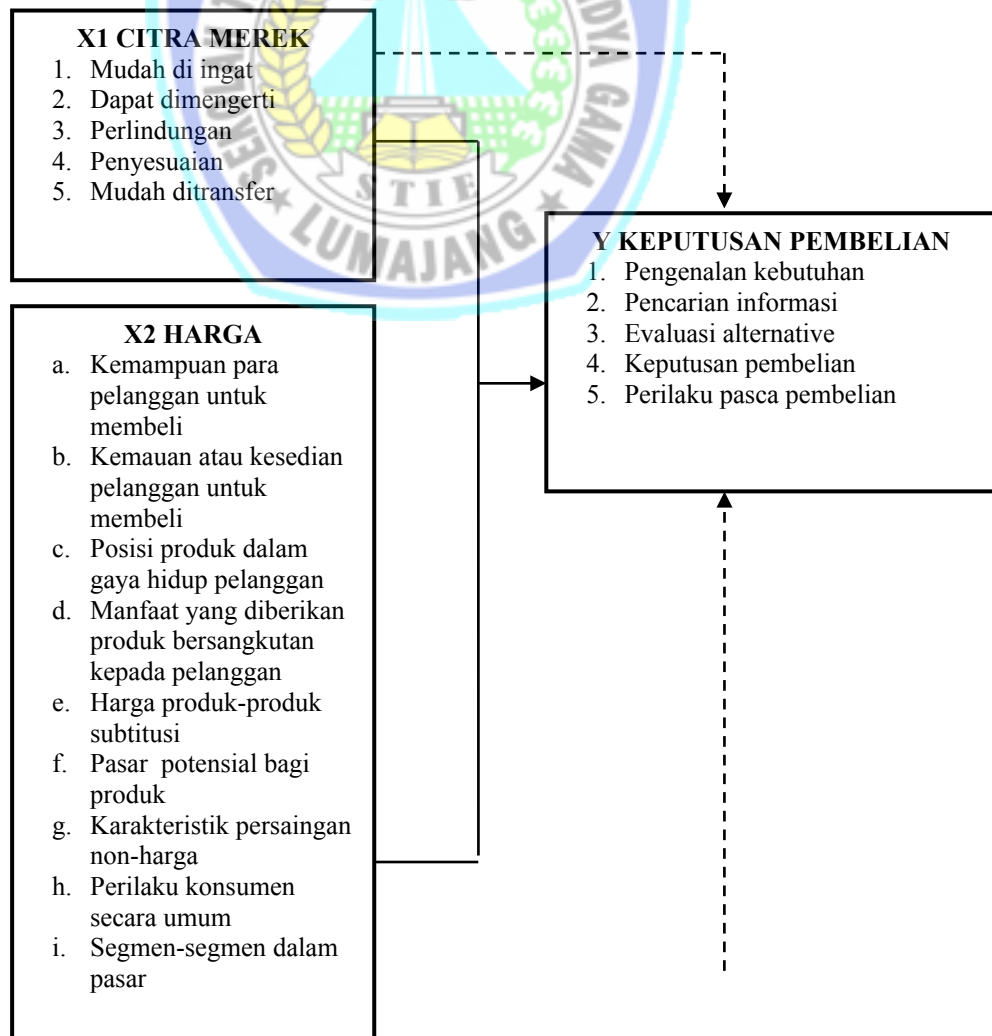 DYA GAMA
STIE
LUMAJANG
X1 CITRA MEREK
1. Mudah di ingat
2. Dapat dimengerti
3. Perlindungan
4. Penyesuaian
5. Mudah ditransfer
Y KEPUTUSAN PEMBELIAN
1. Pengenalan kebutuhan
2. Pencarian informasi
3. Evaluasi alternative
4. Keputusan pembelian
5. Perilaku pasca pembelian
X2 HARGA
a. Kemampuan para
pelanggan untuk
membeli
b. Kemauan atau kesedian
pelanggan untuk
membeli
c. Posisi produk dalam
gaya hidup pelanggan
d. Manfaat yang diberikan
produk bersangkutan
kepada pelanggan
e. Harga produk-produk
subtitusi
f. Pasar potensial bagi
produk
g. Karakteristik persaingan
non-harga
h. Perilaku konsumen
secara umum
i. Segmen-segmen dalam
pasar